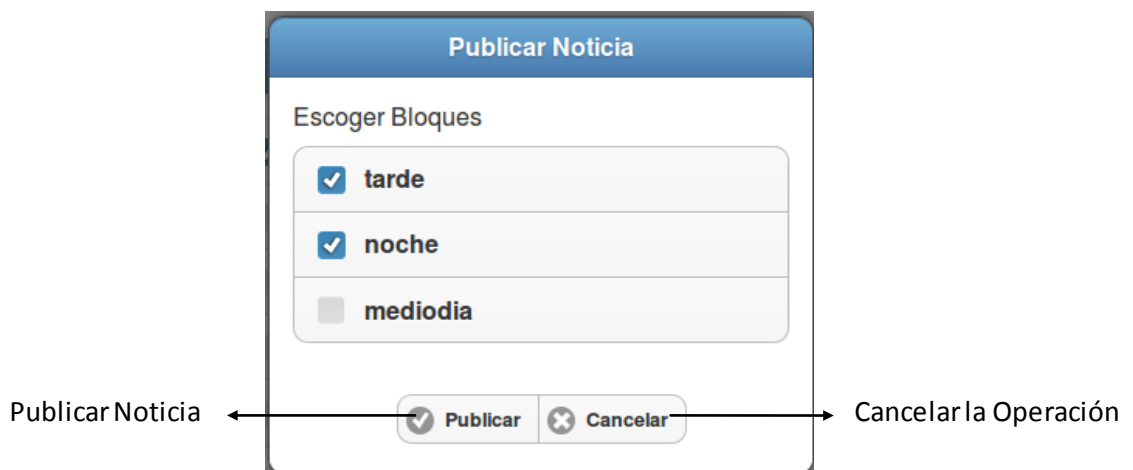 Publicar Noticia
Escoger Bloques
tarde
noche
mediodia
Publicar Noticia
Publicar
Cancelar
Cancelar la Operación